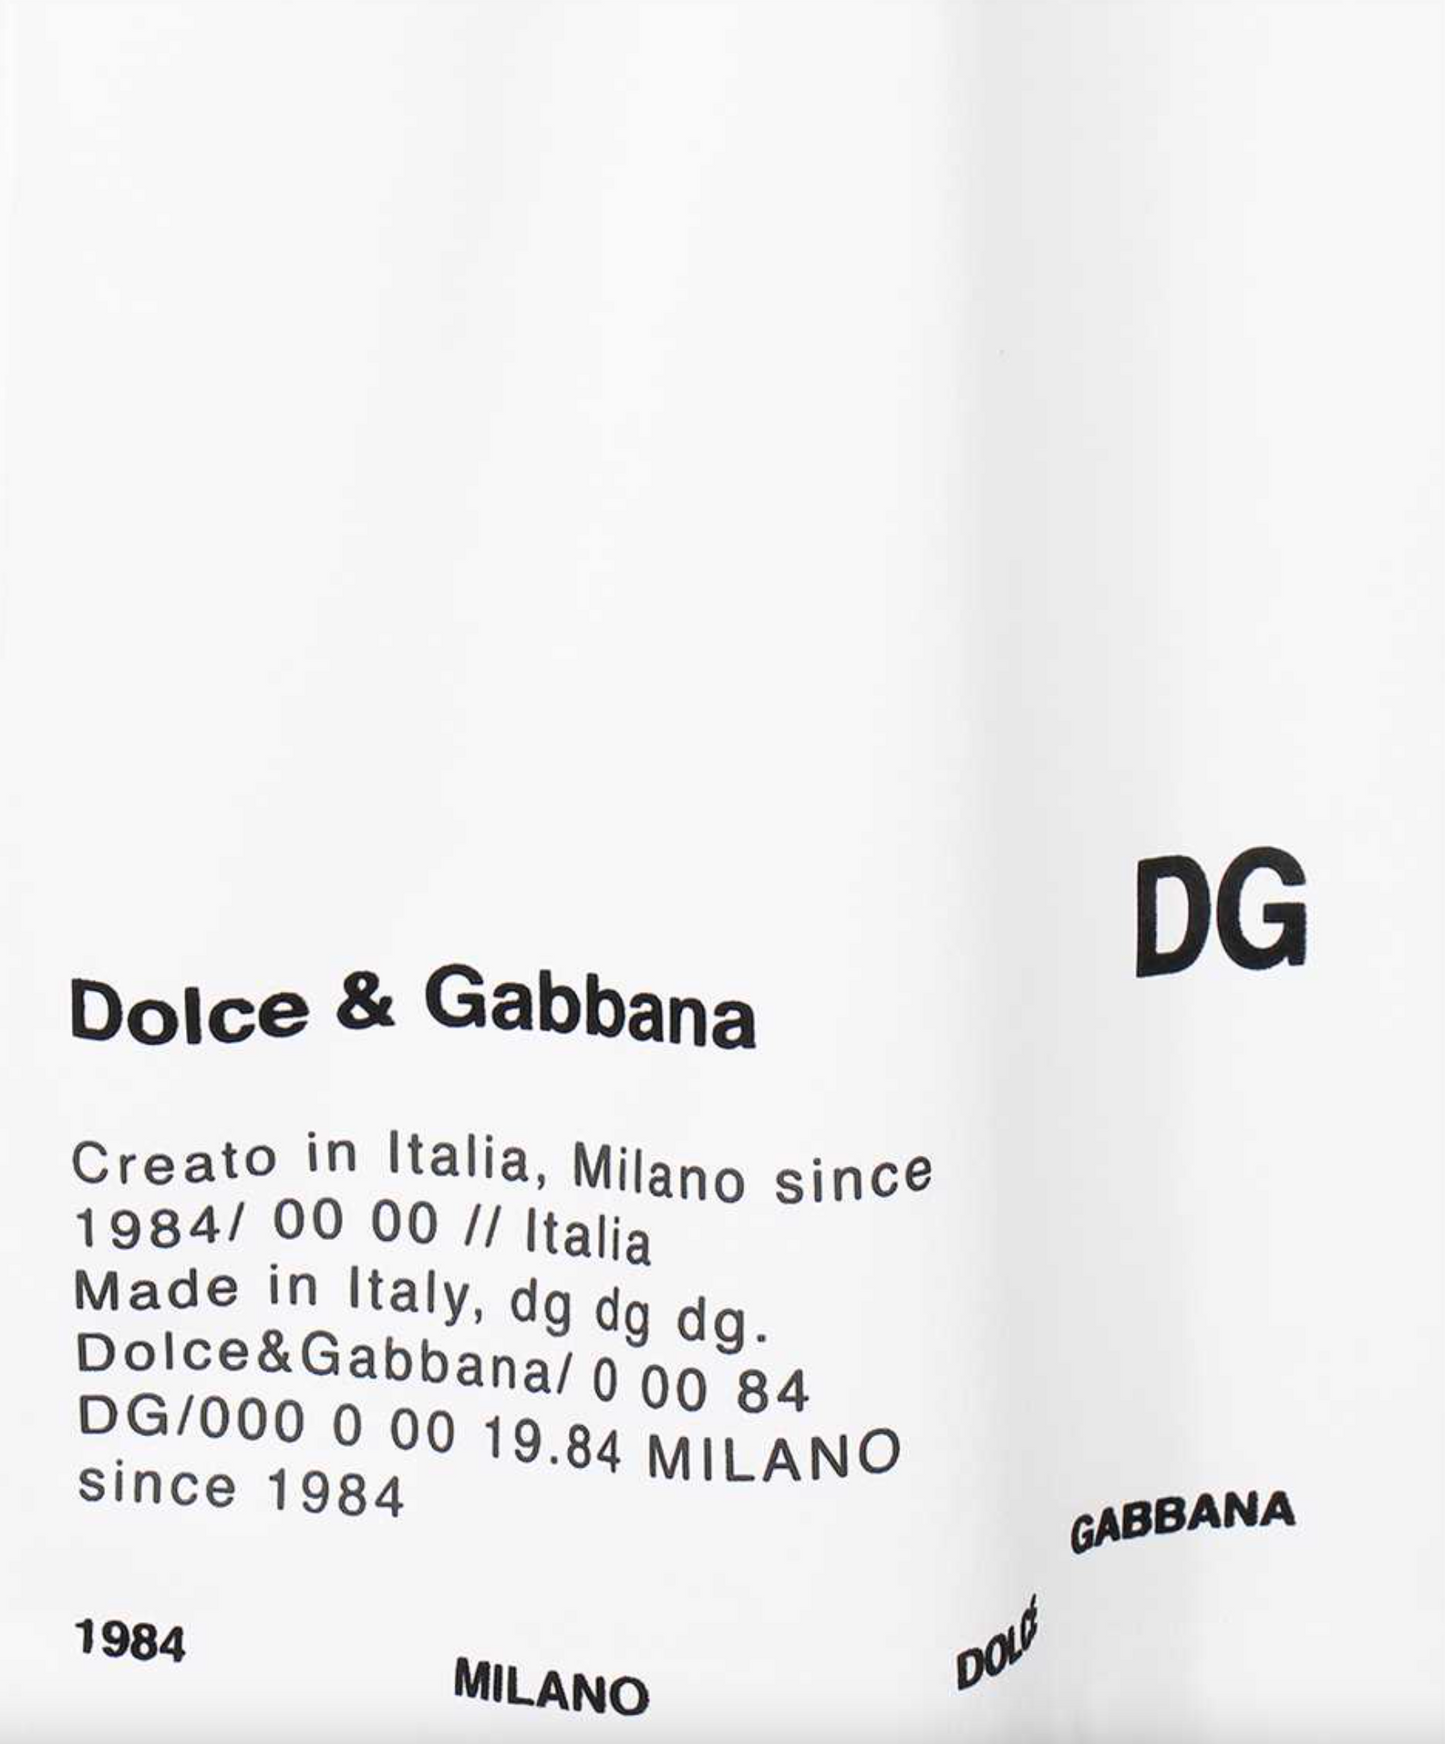 DG
Dolce & Gabbana
Creato in Italia, Milano since
1984/ 00 00 // Italia
Made in Italy, dg dg dg.
Dolce&Gabbana/ 0 00 84
DG/000 0 00 19.84 MILANO
since 1984
1984
MILANO
DOLCE
GABBANA